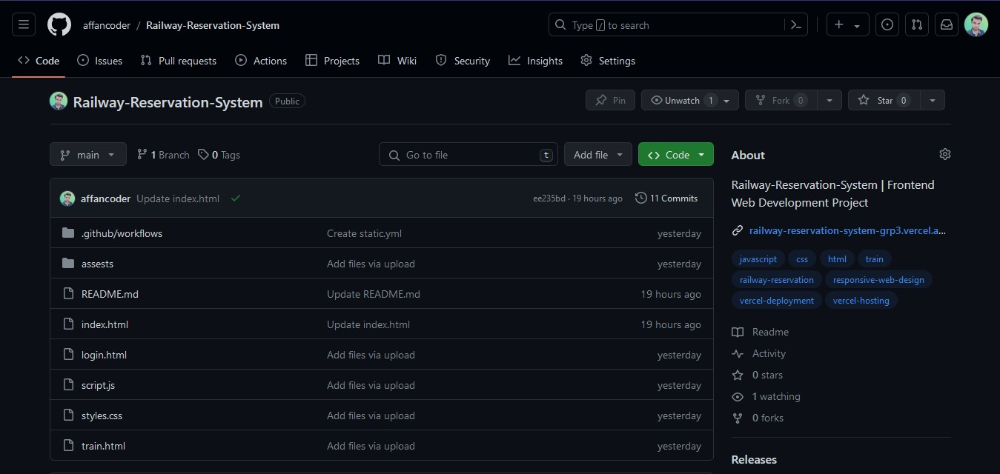 affancoder / Railway-Reservation-System Type / to search
Code Issues Pull requests Actions Projects Wiki Security Insights Settings
Railway-Reservation-System Public Pin Unwatch 1 Fork 0 Star 0
main 1 Branch 0 Tags Go to file t Add file Code
affancoder Update index.html ee235bd · 19 hours ago 11 Commits
.github/workflows Create static.yml yesterday
assests Add files via upload yesterday
README.md Update README.md 19 hours ago
index.html Update index.html 19 hours ago
login.html Add files via upload yesterday
script.js Add files via upload yesterday
styles.css Add files via upload yesterday
train.html Add files via upload yesterday
About
Railway-Reservation-System | Frontend
Web Development Project
railway-reservation-system-grp3.vercel.a...
javascript css html train
railway-reservation responsive-web-design
vercel-deployment vercel-hosting
Readme
Activity
0 stars
1 watching
0 forks
Releases